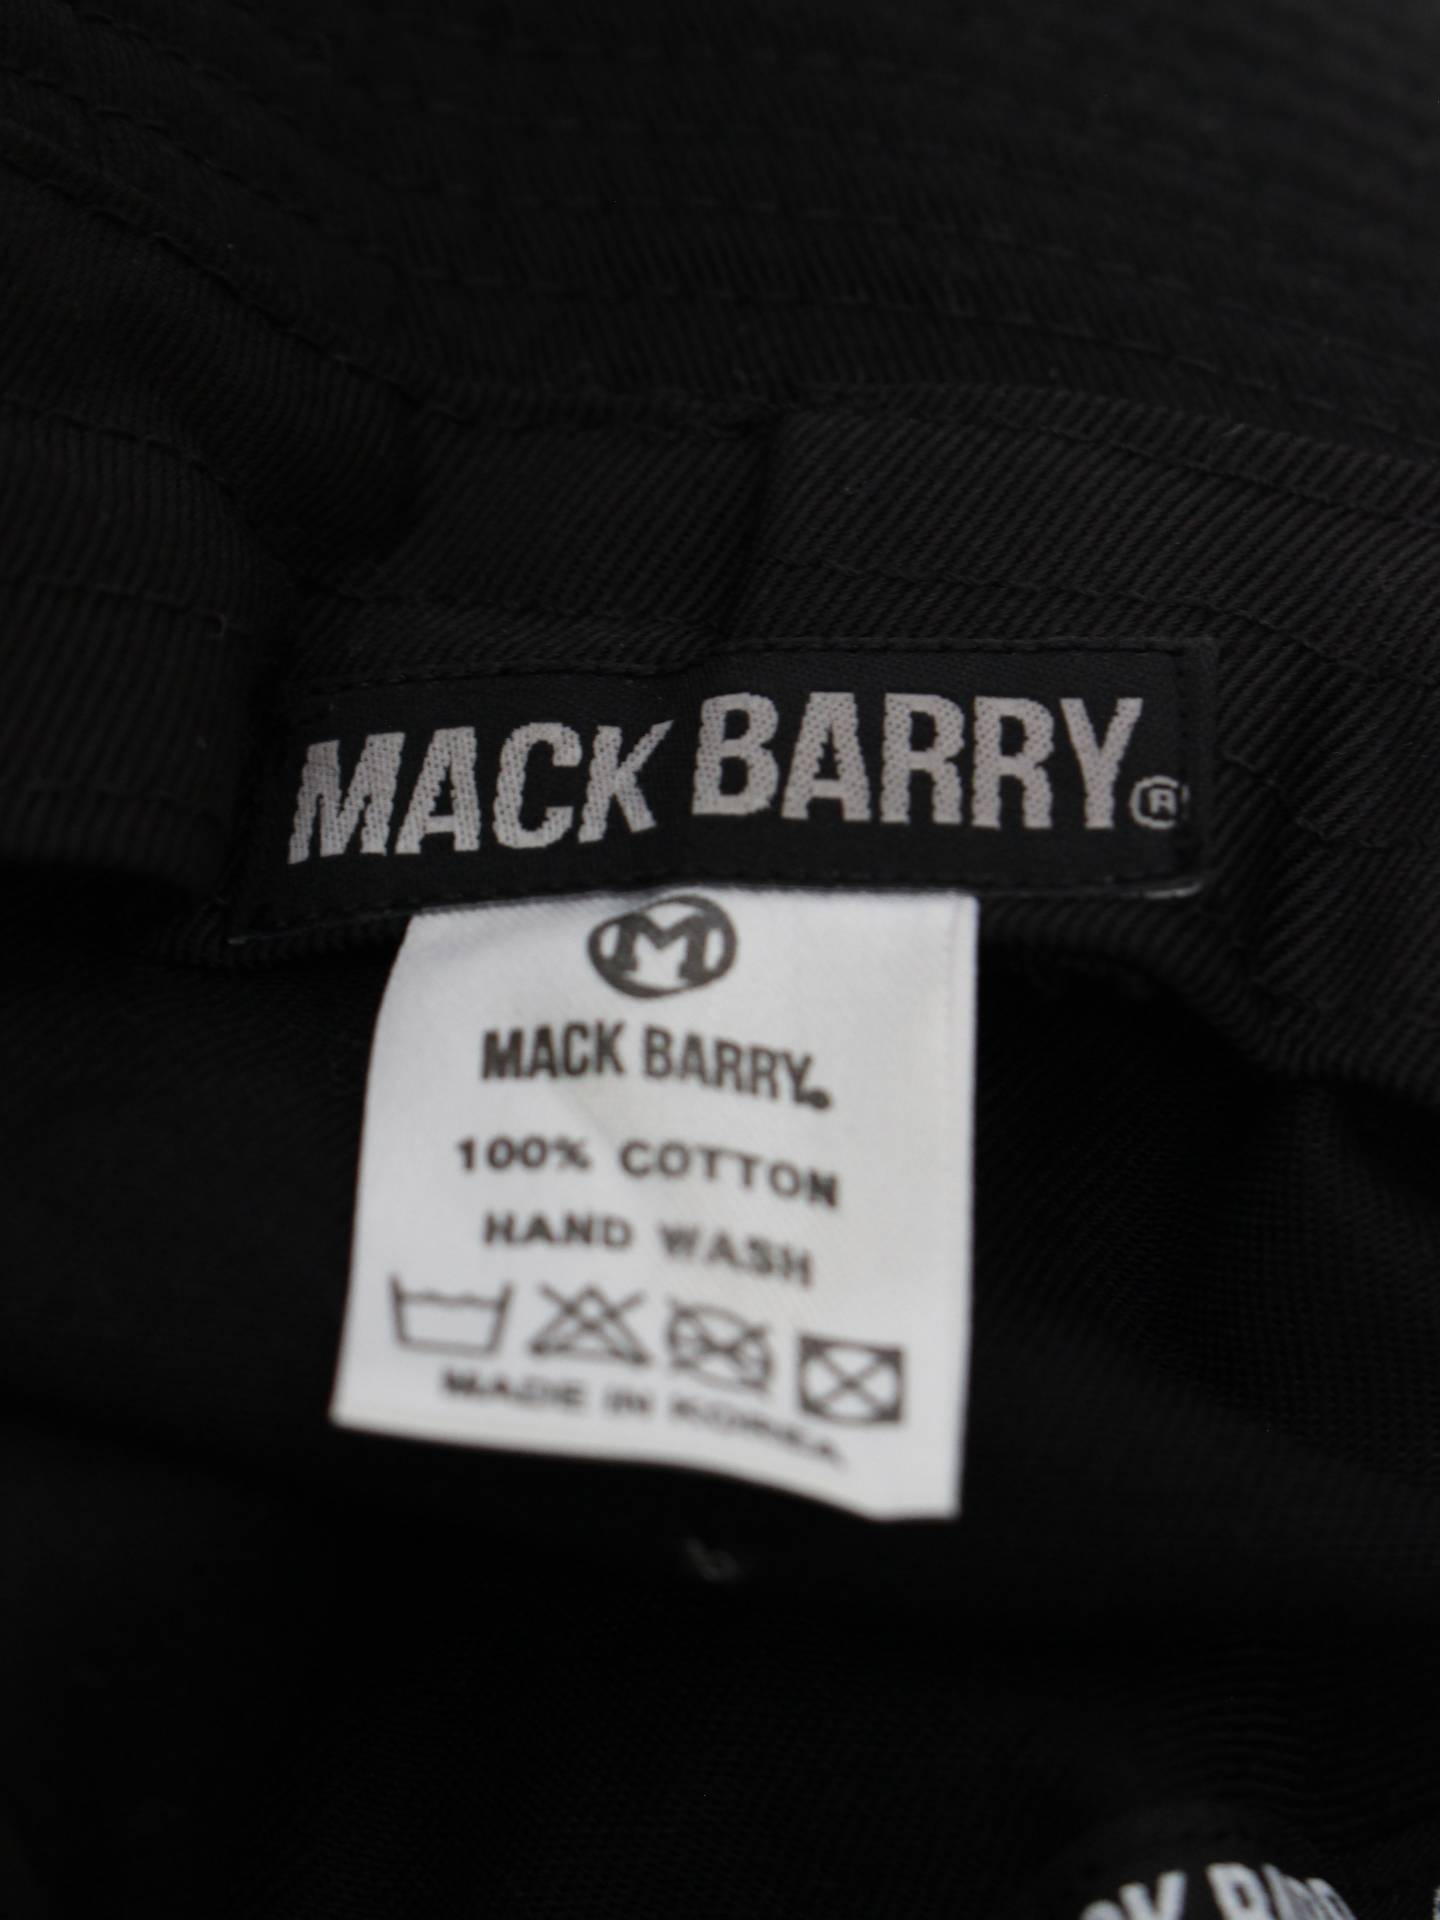 MACK BARRY®
M
MACK BARRY
100% COTTON
HAND WASH
MADE IN KOREA